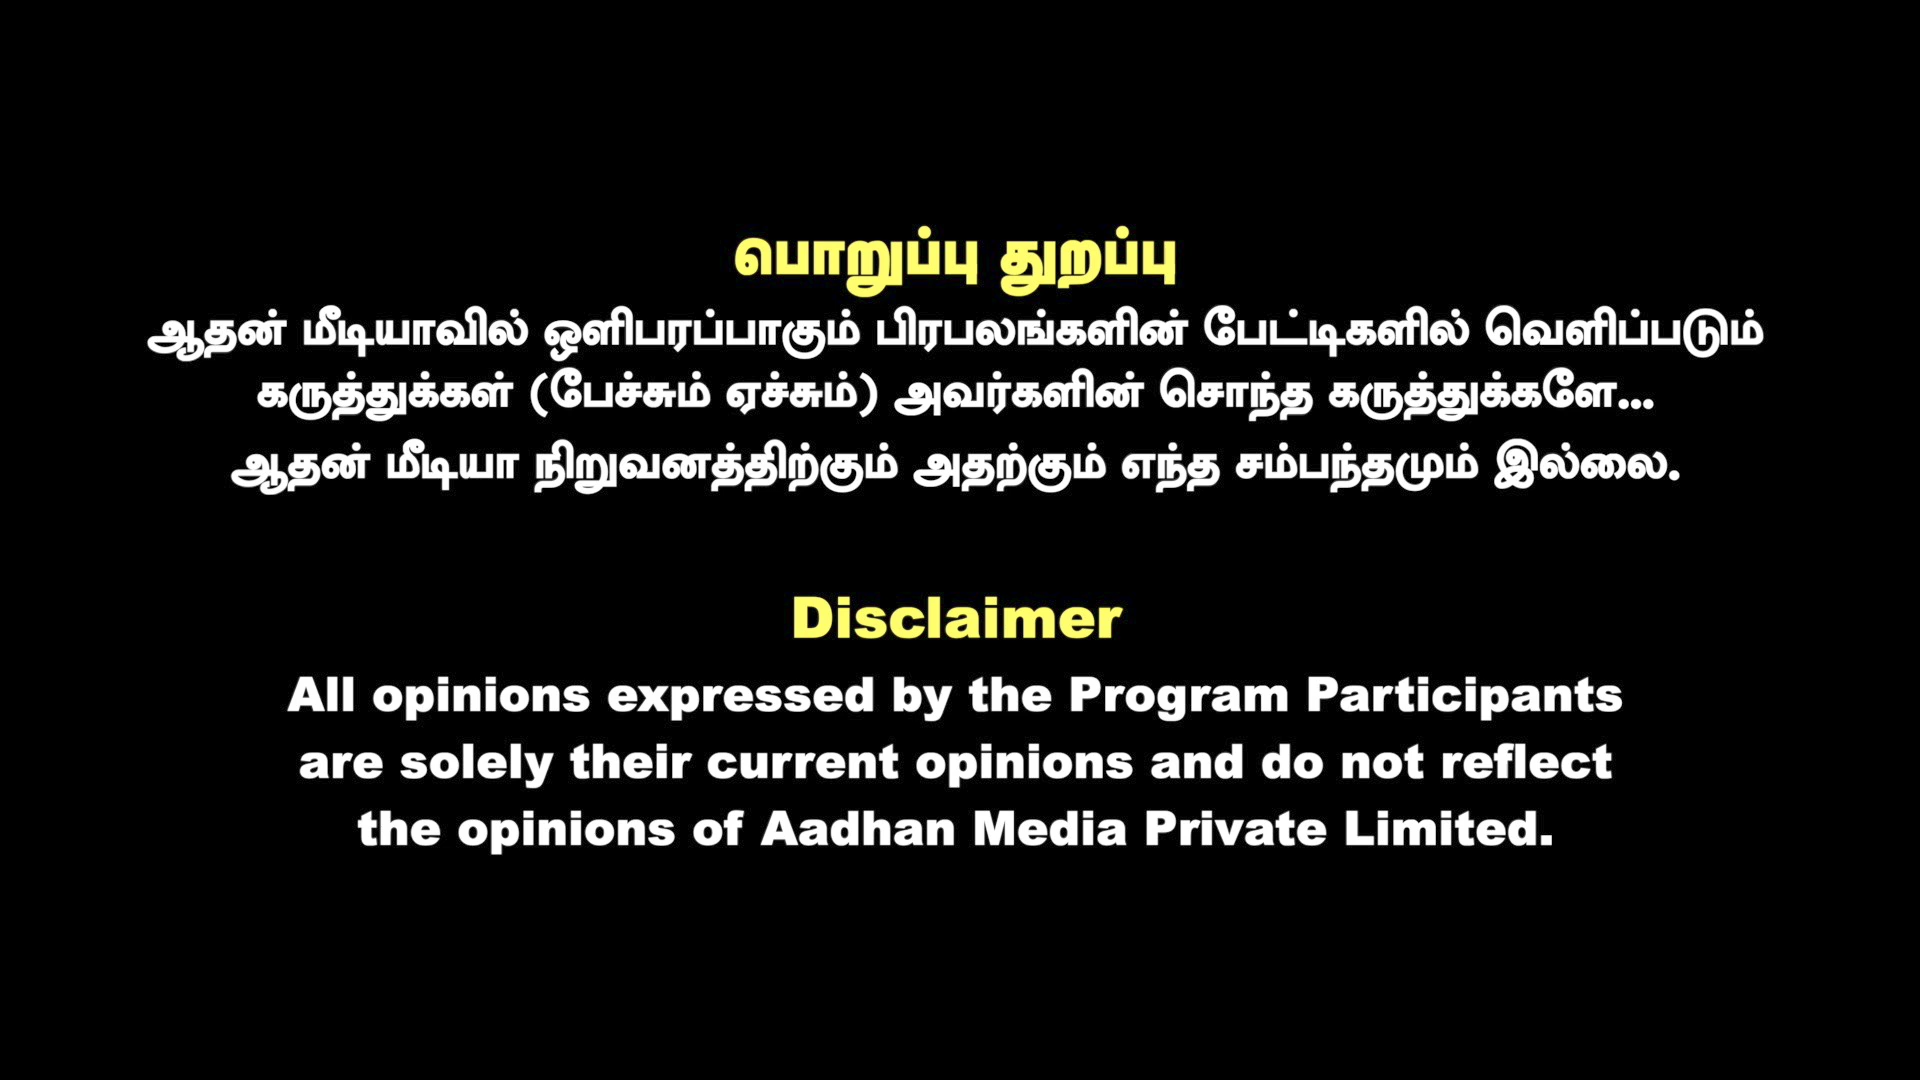 பொறுப்பு துறப்பு
ஆதன் மீடியாவில் ஒளிபரப்பாகும் பிரபலங்களின் பேட்டிகளில் வெளிப்படும்
கருத்துக்கள் (பேச்சும் ஏச்சும்) அவர்களின் சொந்த கருத்துக்களே...
ஆதன் மீடியா நிறுவனத்திற்கும் அதற்கும் எந்த சம்பந்தமும் இல்லை.
Disclaimer
All opinions expressed by the Program Participants
are solely their current opinions and do not reflect
the opinions of Aadhan Media Private Limited.